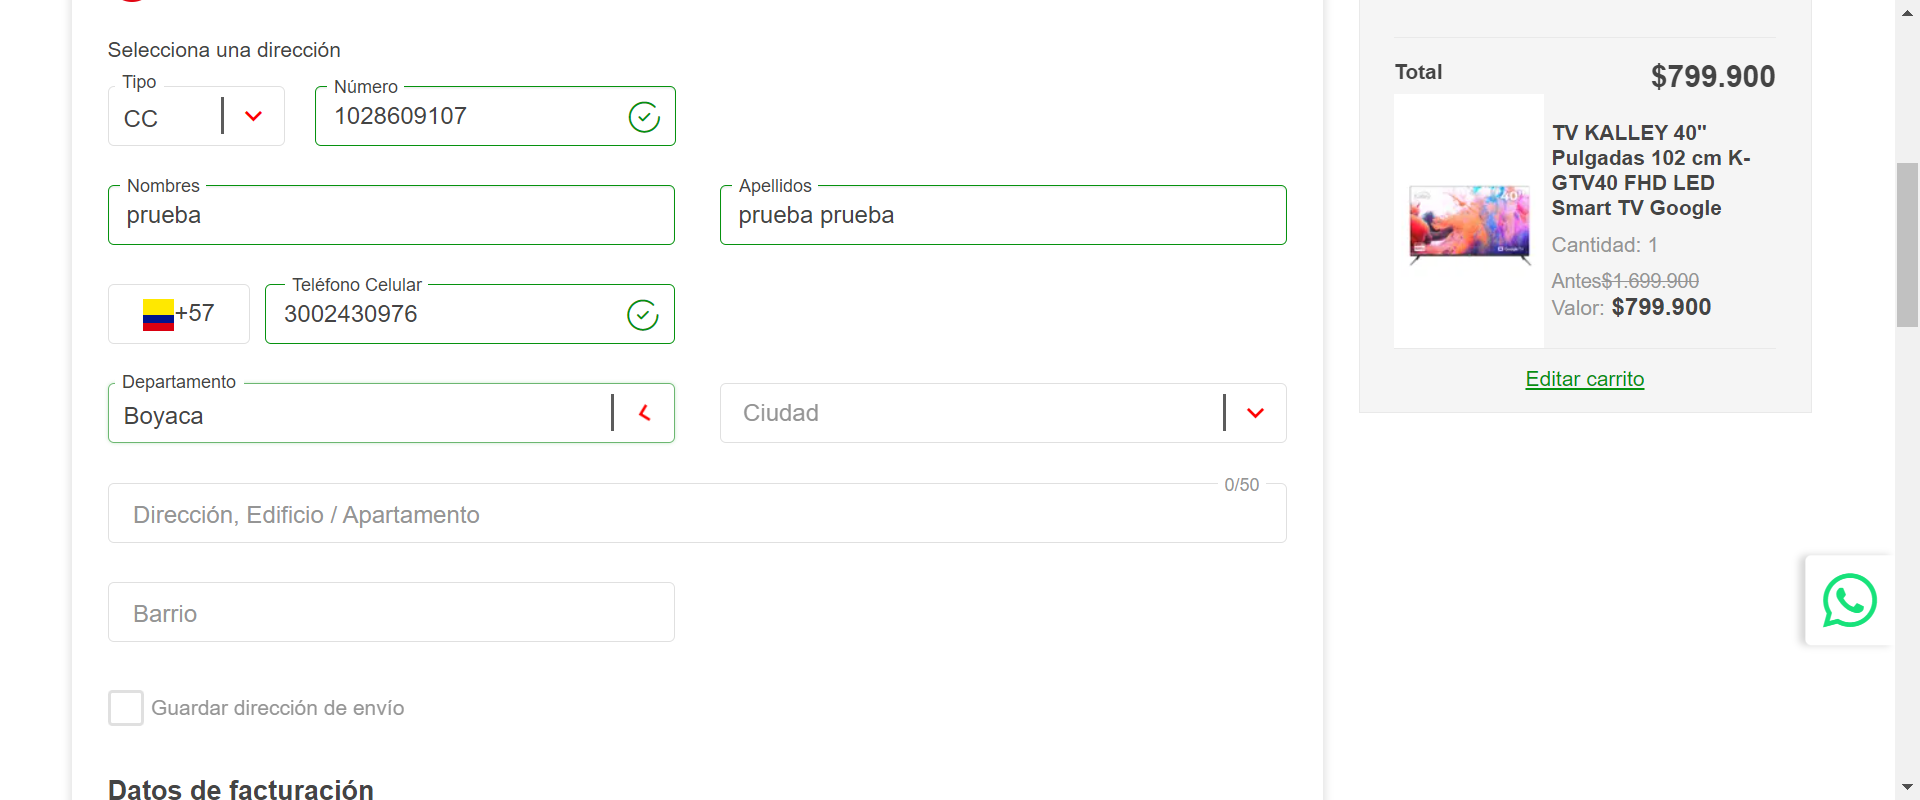 Selecciona una dirección
Tipo
CC
Número
1028609107
Nombres
prueba
Apellidos
prueba prueba
+57
Teléfono Celular
3002430976
Departamento
Boyaca
Ciudad
0/50
Dirección, Edificio / Apartamento
Barrio
Guardar dirección de envío
Datos de facturación
Total
$799.900
TV KALLEY 40"
Pulgadas 102 cm K-
GTV40 FHD LED
Smart TV Google
Cantidad: 1
Antes$1.699.900
Valor: $799.900
Editar carrito